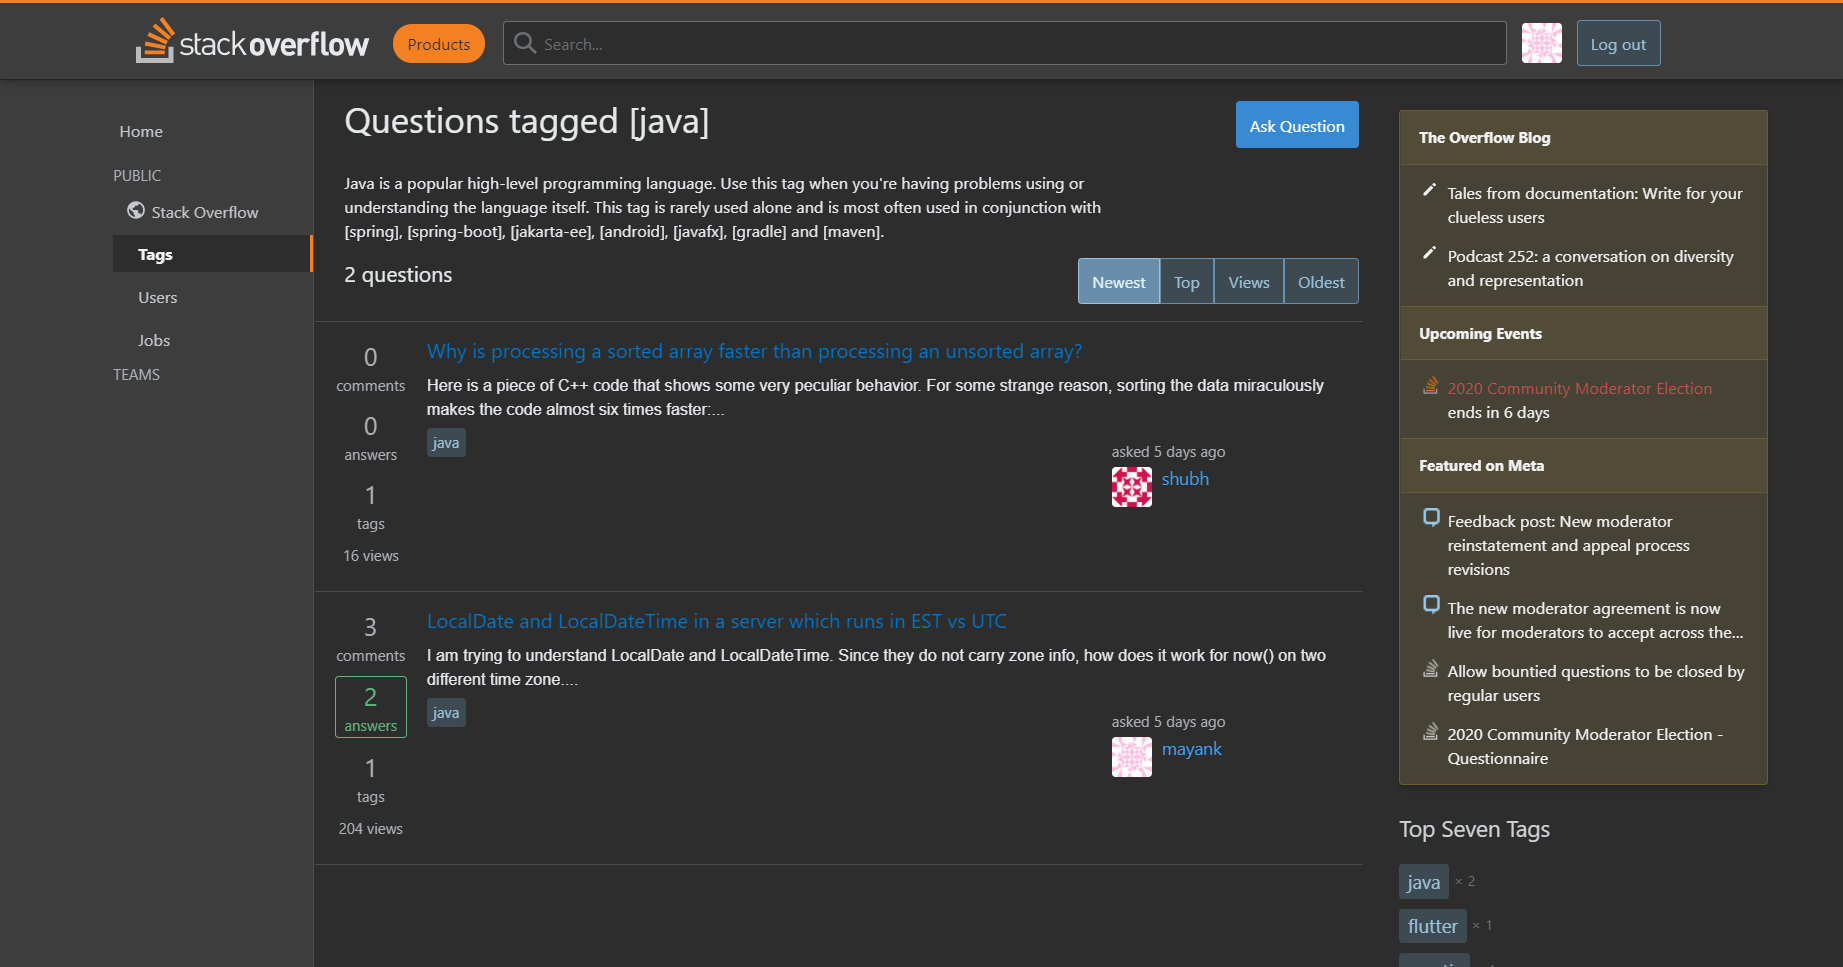 stackoverflow
Products
Search...
Log out
Home
PUBLIC
Stack Overflow
Tags
Users
Jobs
TEAMS
Questions tagged [java]
Ask Question
Java is a popular high-level programming language. Use this tag when you're having problems using or
understanding the language itself. This tag is rarely used alone and is most often used in conjunction with
[spring], [spring-boot], [jakarta-ee], [android], [javafx], [gradle] and [maven].
2 questions
Newest
Top
Views
Oldest
0
comments
0
answers
1
tags
16 views
Why is processing a sorted array faster than processing an unsorted array?
Here is a piece of C++ code that shows some very peculiar behavior. For some strange reason, sorting the data miraculously
makes the code almost six times faster:...
java
asked 5 days ago
shubh
3
comments
2
answers
1
tags
204 views
LocalDate and LocalDateTime in a server which runs in EST vs UTC
I am trying to understand LocalDate and LocalDateTime. Since they do not carry zone info, how does it work for now() on two
different time zone....
java
asked 5 days ago
mayank
The Overflow Blog
Tales from documentation: Write for your
clueless users
Podcast 252: a conversation on diversity
and representation
Upcoming Events
2020 Community Moderator Election
ends in 6 days
Featured on Meta
Feedback post: New moderator
reinstatement and appeal process
revisions
The new moderator agreement is now
live for moderators to accept across the...
Allow bountied questions to be closed by
regular users
2020 Community Moderator Election -
Questionnaire
Top Seven Tags
java × 2
flutter × 1